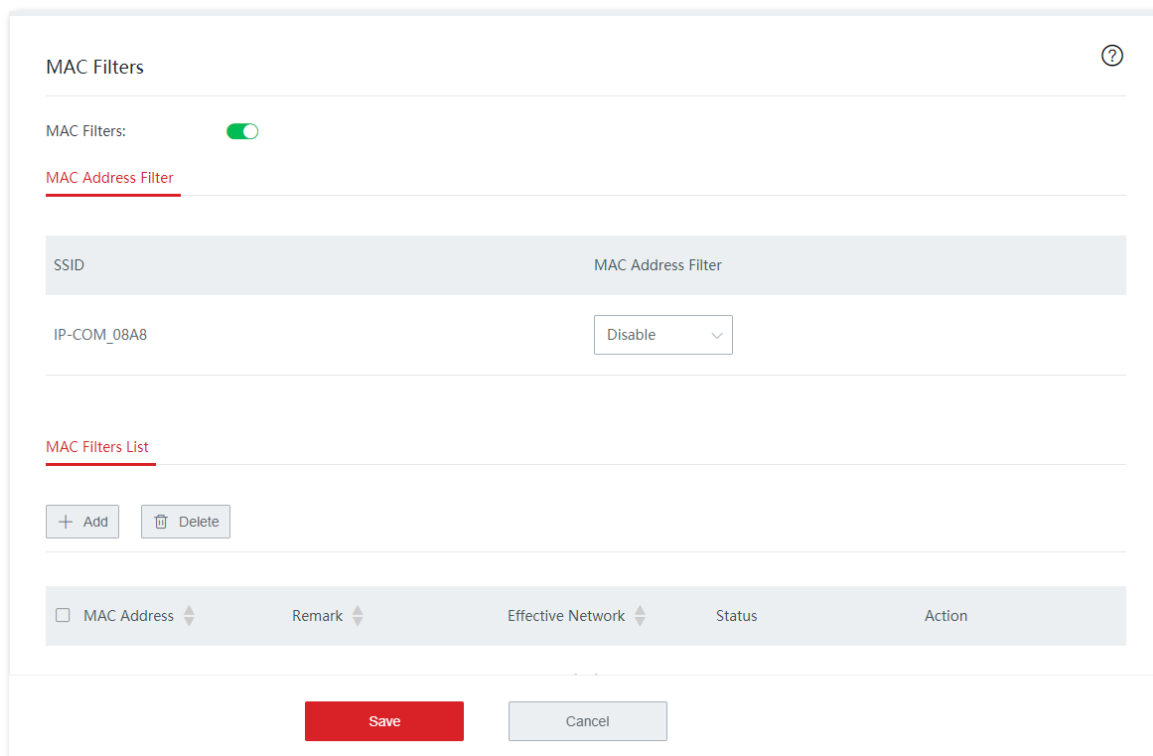 MAC Filters
?
MAC Filters:
MAC Address Filter
SSID MAC Address Filter
IP-COM_08A8 Disable
MAC Filters List
+ Add Delete
MAC Address Remark Effective Network Status Action
Save Cancel